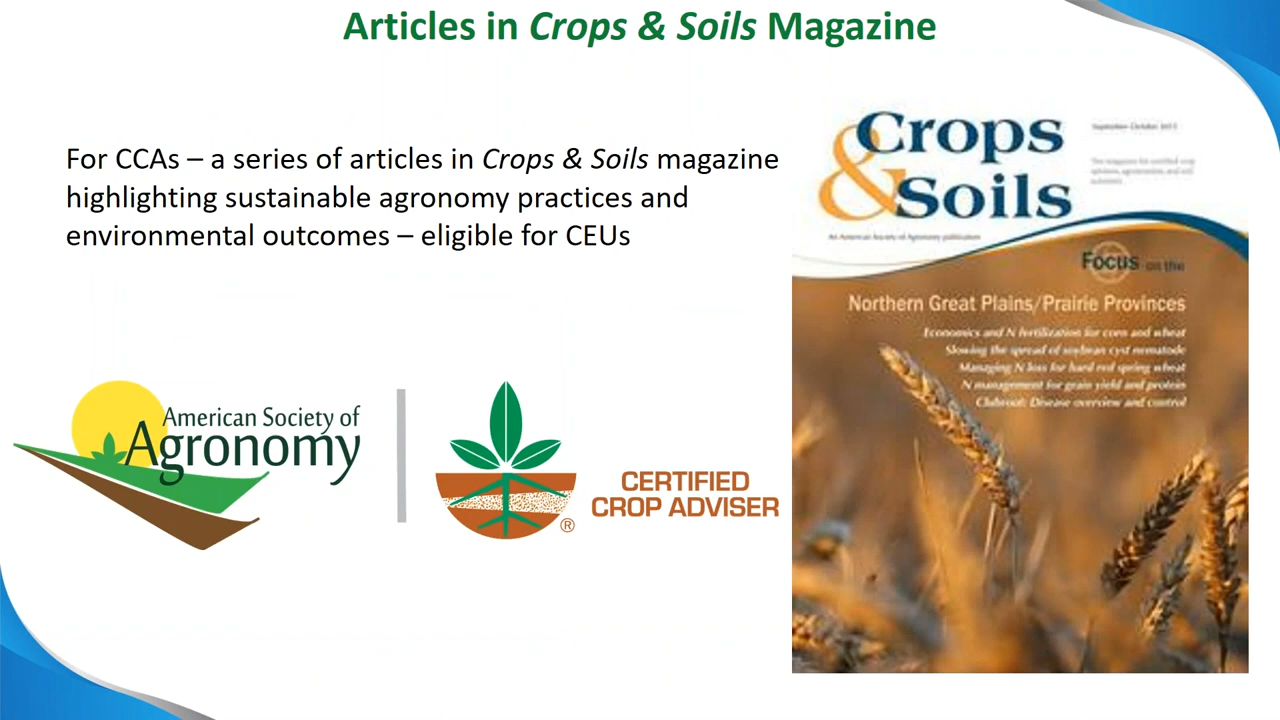 Articles in Crops & Soils Magazine
For CCAs – a series of articles in Crops & Soils magazine
highlighting sustainable agronomy practices and
environmental outcomes – eligible for CEUs
American Society of
Agronomy
®
CERTIFIED
CROP ADVISER
Crops
& Soils
September-October 2017
An American Society of Agronomy publication
Focus on the
Northern Great Plains/Prairie Provinces
Economics and N fertilization for corn and wheat
Slowing the spread of soybean cyst nematode
Managing N loss for hard red spring wheat
N management for grain yield and protein
Clubroot: Disease overview and control